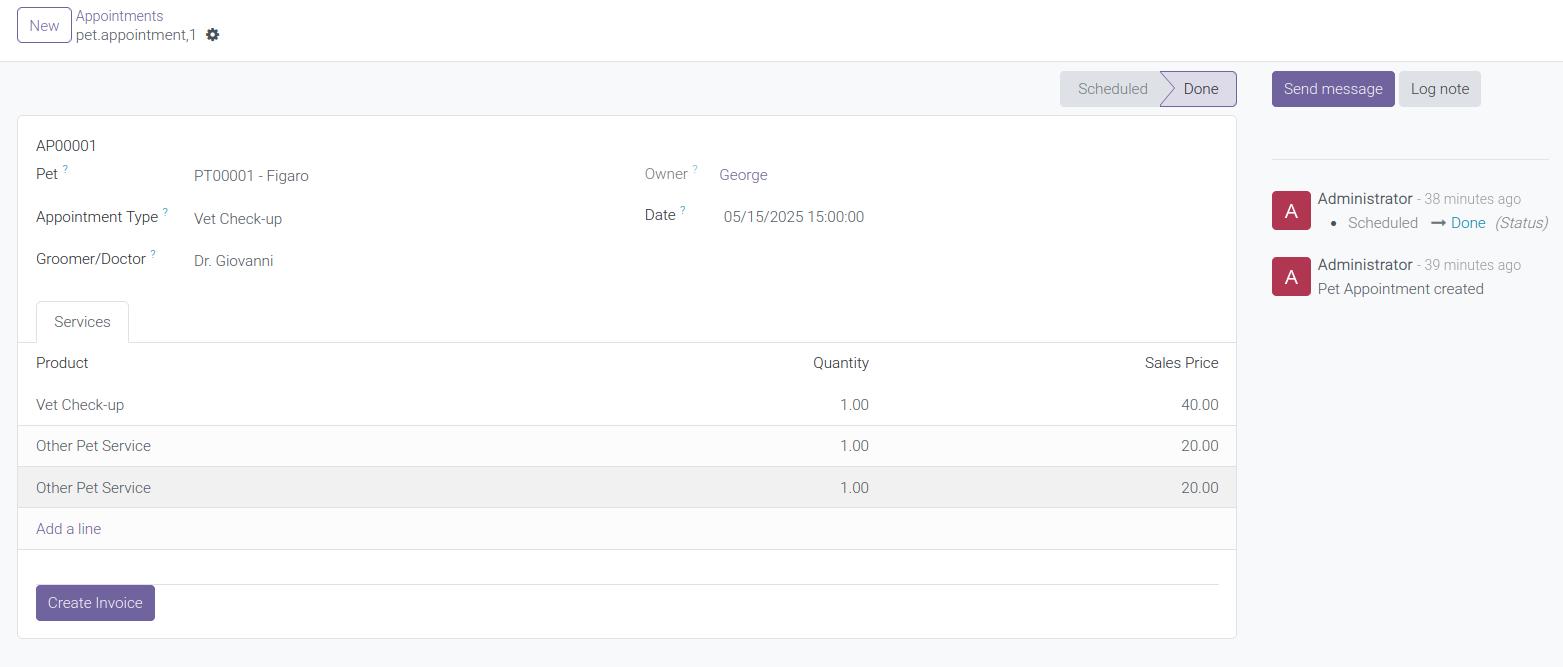 New
Appointments
pet.appointment,1
Scheduled Done
Send message Log note
AP00001
Pet ? PT00001 - Figaro Owner ? George
Appointment Type ? Vet Check-up Date ? 05/15/2025 15:00:00
Groomer/Doctor ? Dr. Giovanni
Services
Product Quantity Sales Price
Vet Check-up 1.00 40.00
Other Pet Service 1.00 20.00
Other Pet Service 1.00 20.00
Add a line
Create Invoice
A Administrator - 38 minutes ago
• Scheduled → Done (Status)
A Administrator - 39 minutes ago
Pet Appointment created